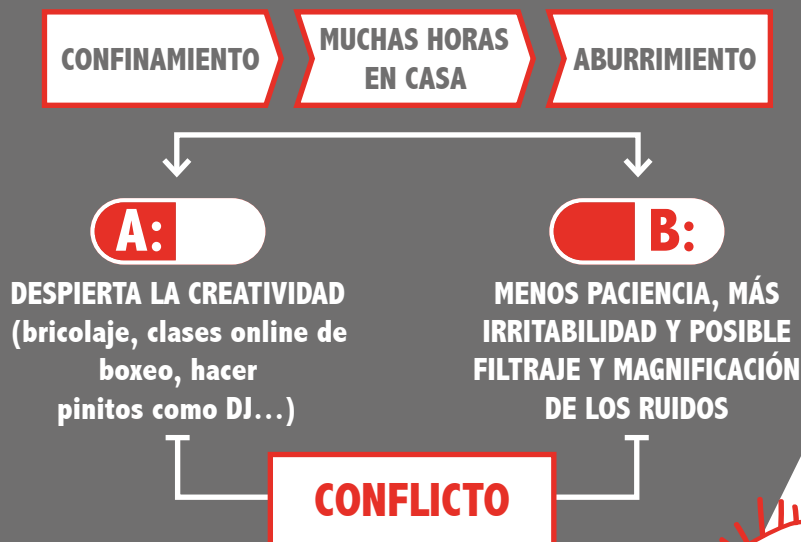 CONFINAMIENTO
MUCHAS HORAS
EN CASA
ABURRIMIENTO
A:
DESPIERTA LA CREATIVIDAD
(bricolaje, clases online de
boxeo, hacer
pinitos como DJ...)
B:
MENOS PACIENCIA, MÁS
IRRITABILIDAD Y POSIBLE
FILTRAJE Y MAGNIFICACIÓN
DE LOS RUIDOS
CONFLICTO